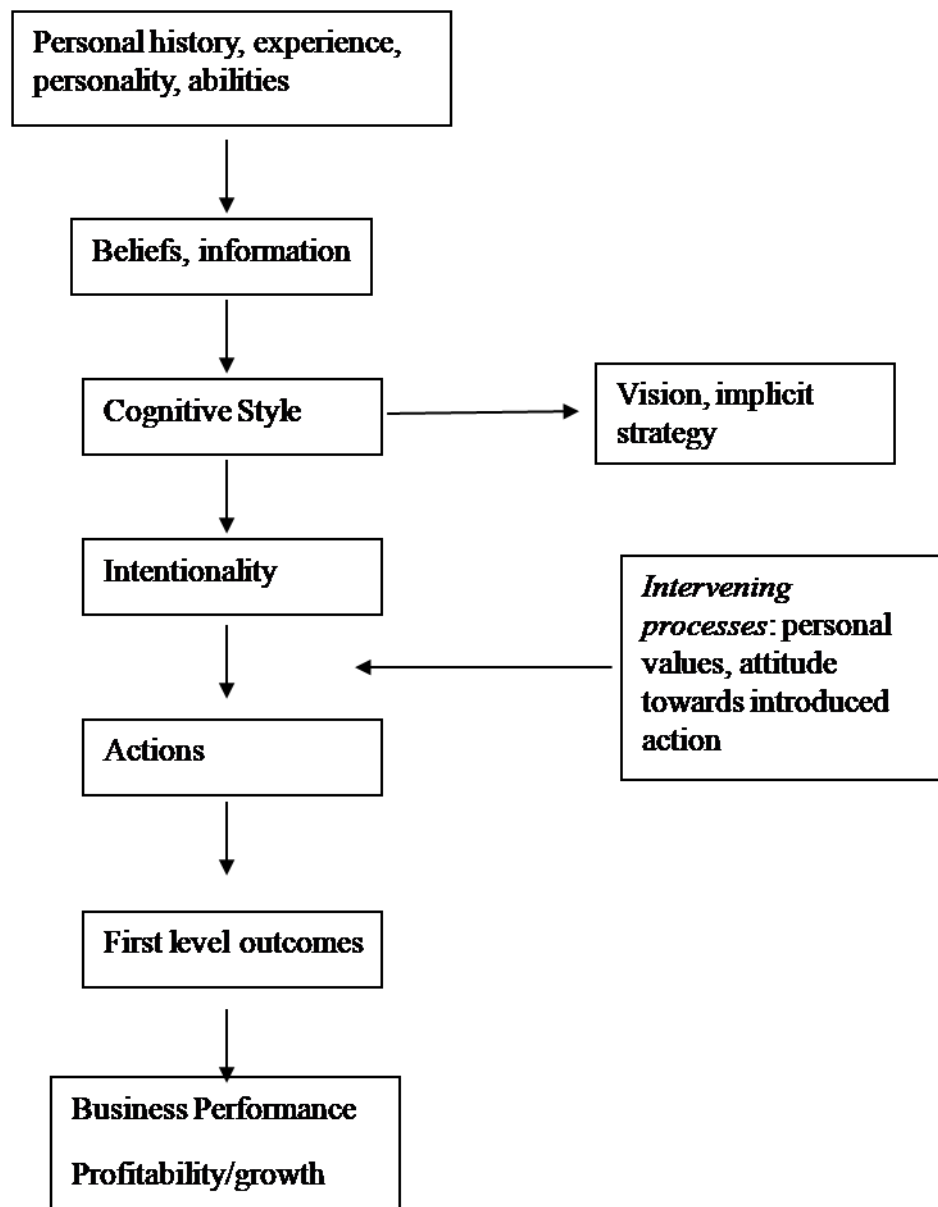 Personal history, experience,
personality, abilities
Beliefs, information
Cognitive Style
Vision, implicit
strategy
Intentionality
Intervening
processes: personal
values, attitude
towards introduced
action
Actions
First level outcomes
Business Performance
Profitability/growth